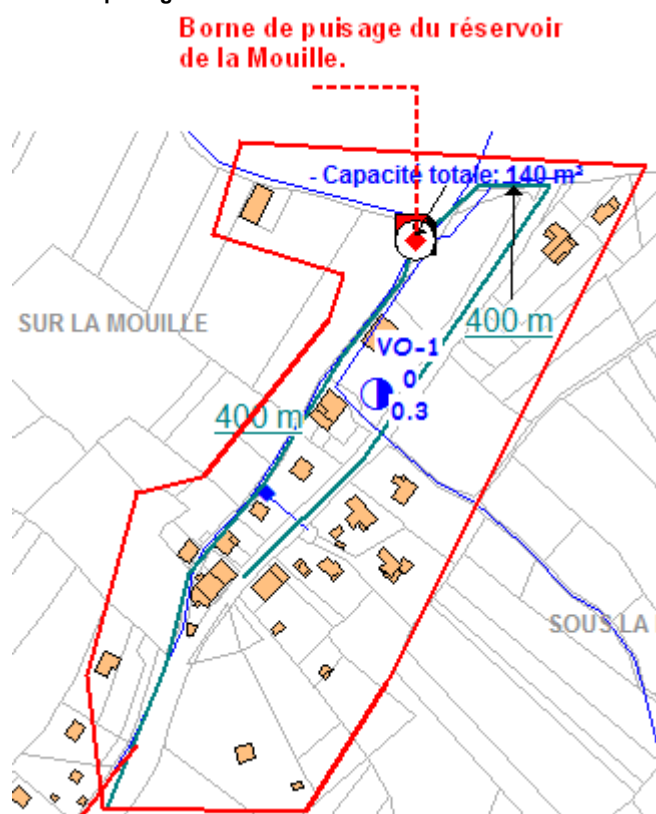 Borne de puisage du réservoir
de la Mouille.
- Capacité totale: 140 m³
SUR LA MOUILLE
400 m
VO-1
0
0.3
400 m
SOUS LA